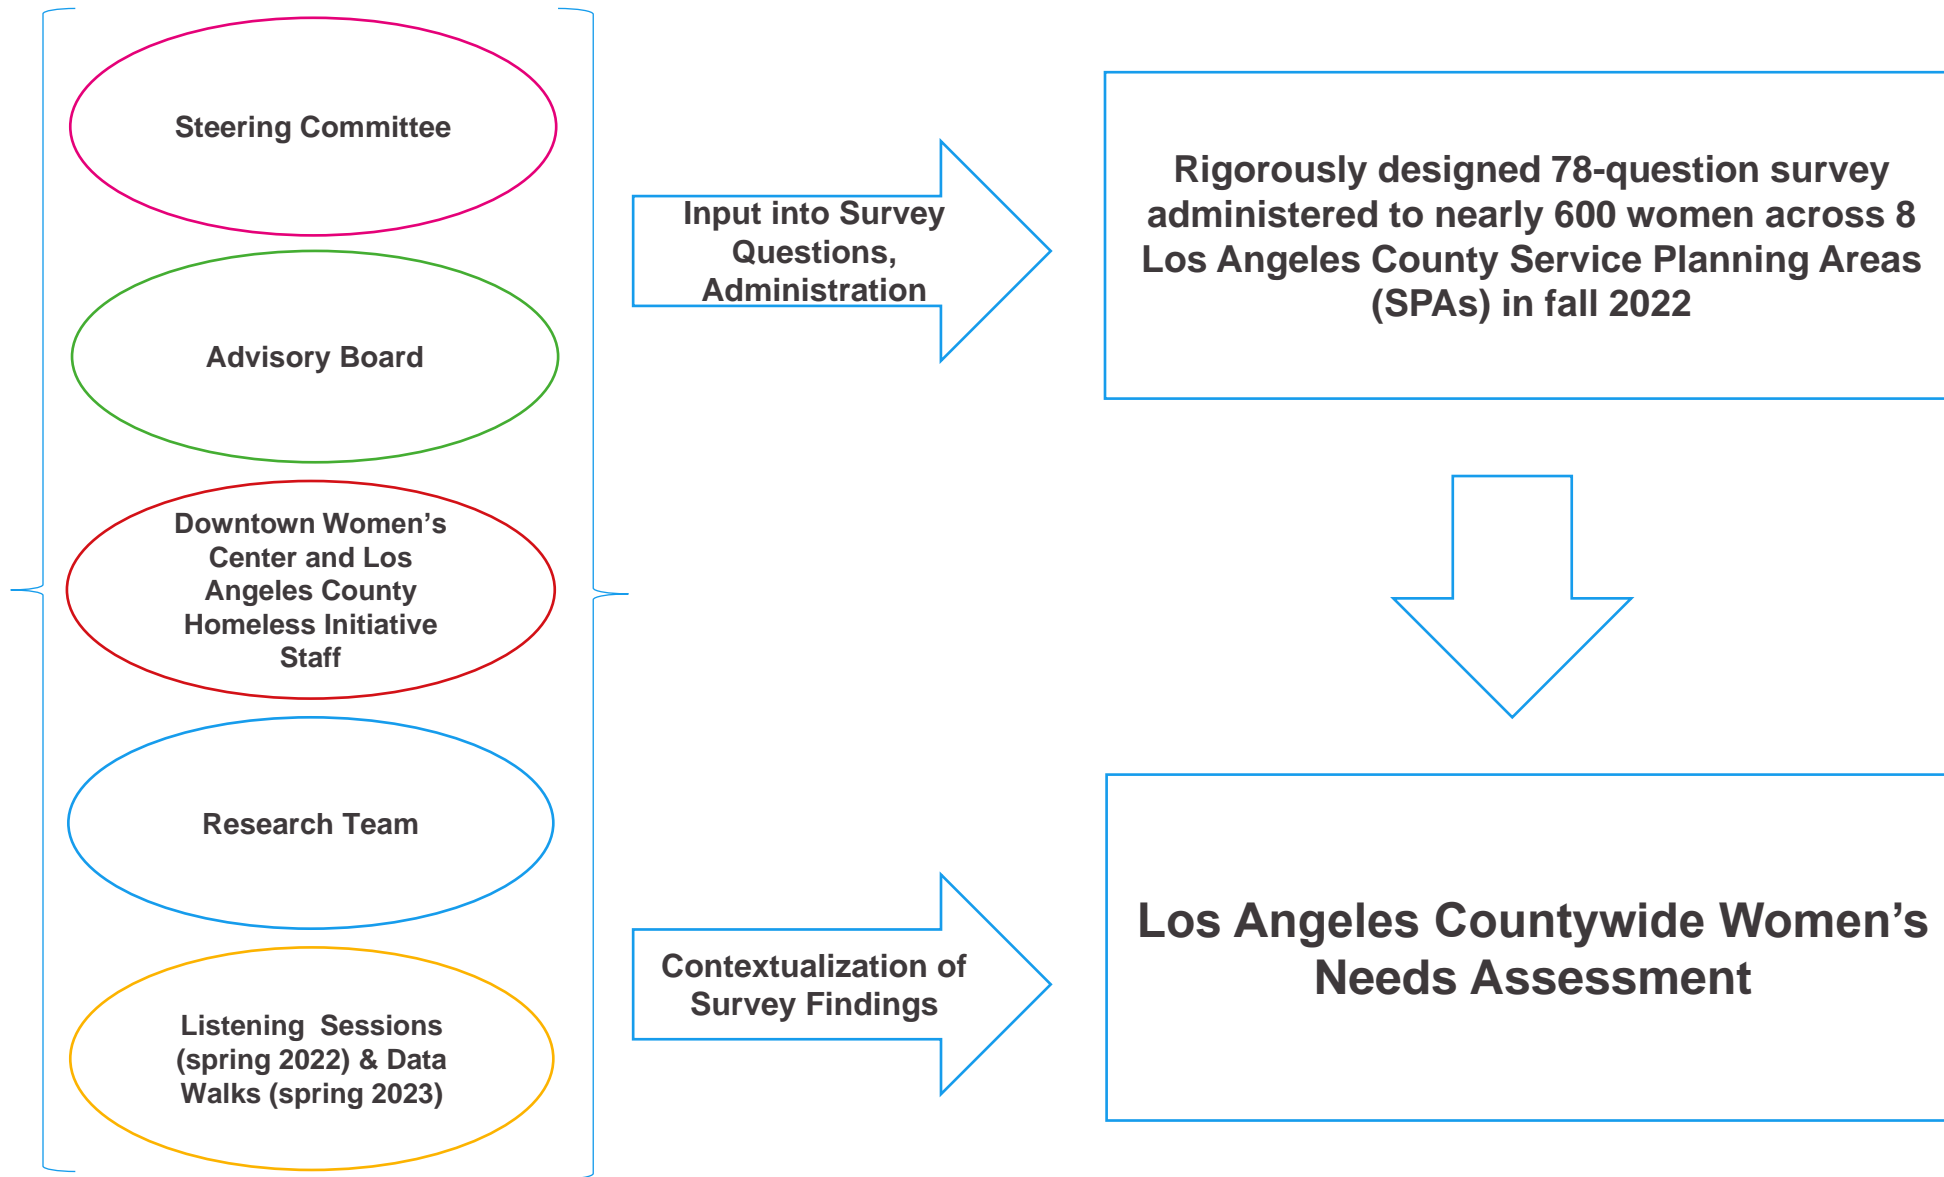 Steering Committee
Advisory Board
Downtown Women’s
Center and Los
Angeles County
Homeless Initiative
Staff
Research Team
Listening  Sessions
(spring 2022) & Data
Walks (spring 2023)
Input into Survey
Questions,
Administration
Rigorously designed 78-question survey
administered to nearly 600 women across 8
Los Angeles County Service Planning Areas
(SPAs) in fall 2022
Contextualization of
Survey Findings
Los Angeles Countywide Women’s
Needs Assessment